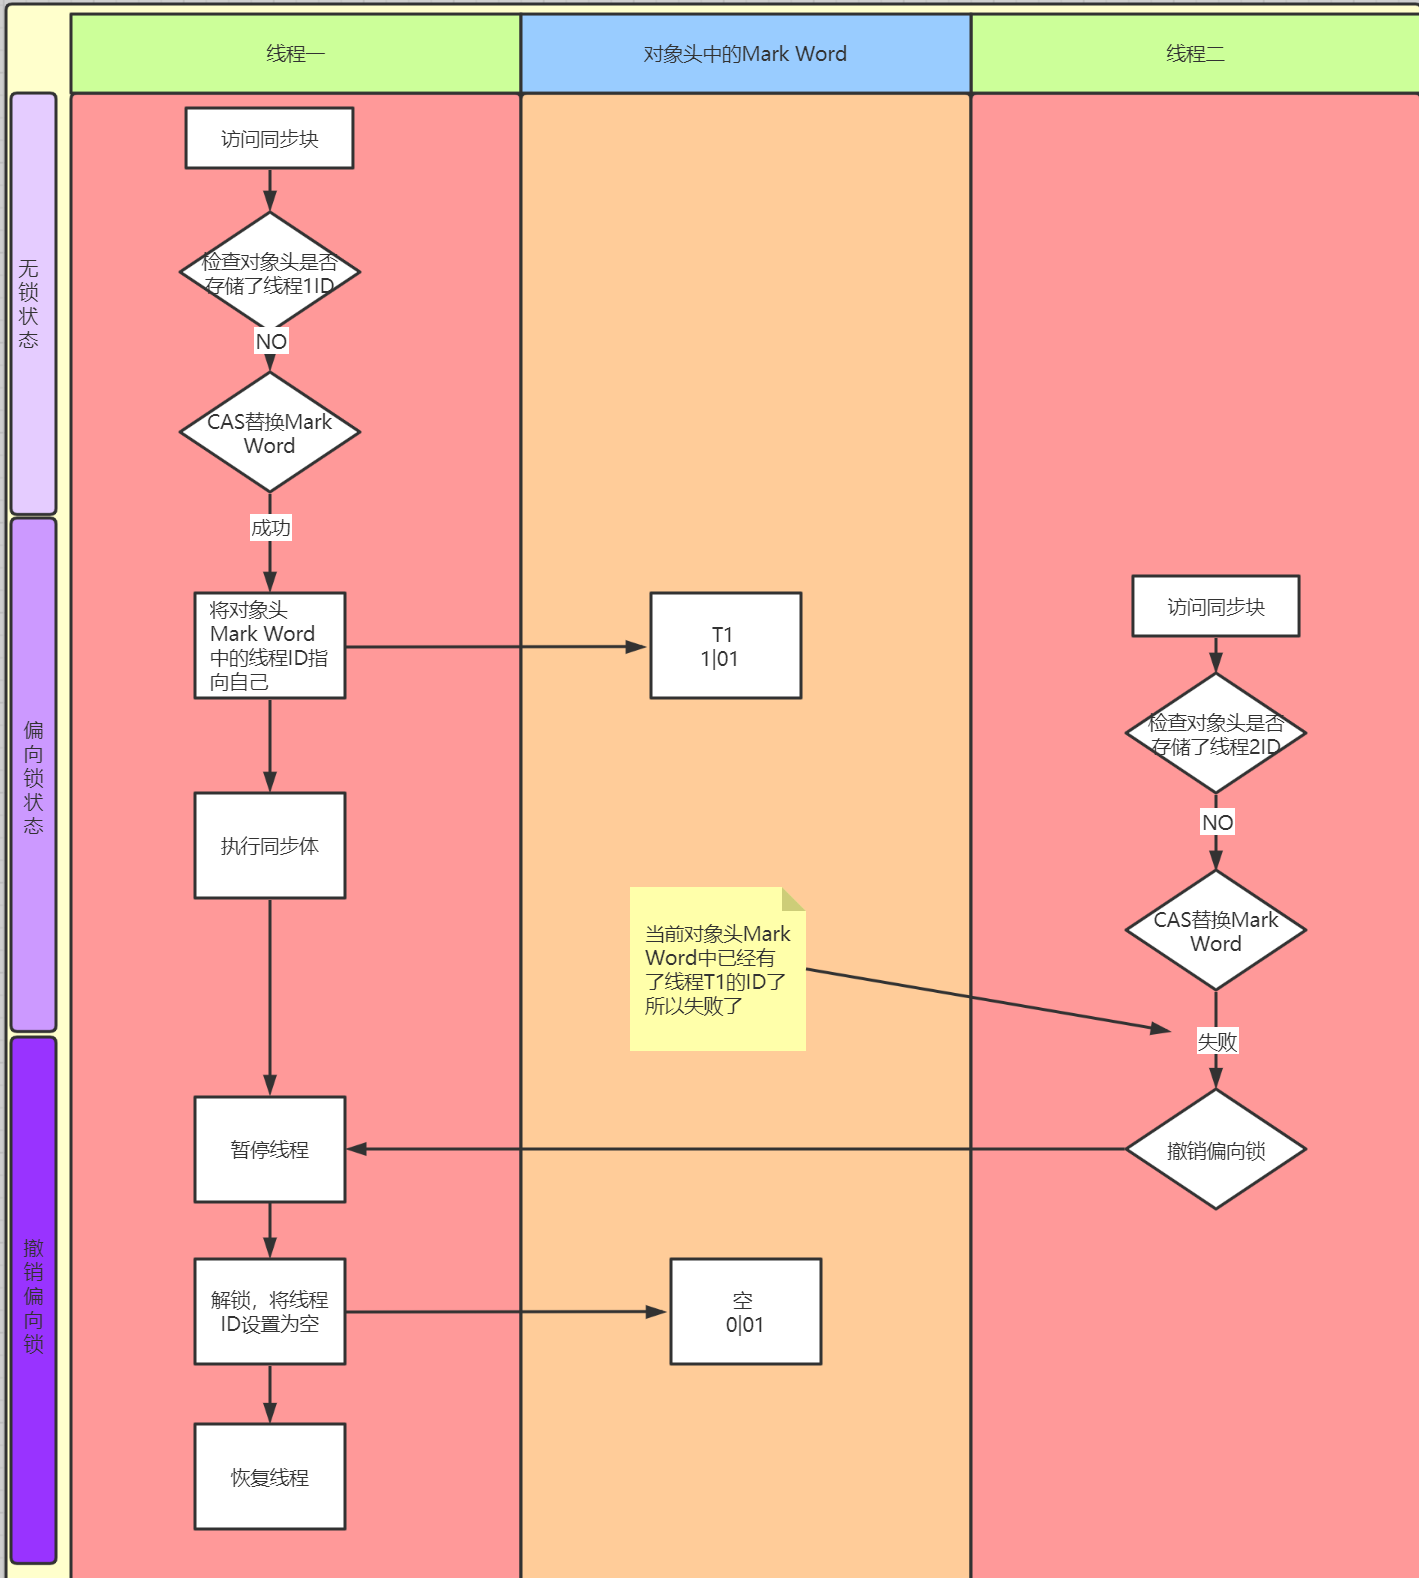 线程一
对象头中的Mark Word
线程二
无
锁
状
态
访问同步块
检查对象头是否
存储了线程1ID
NO
CAS替换Mark
Word
成功
偏
向
锁
状
态
将对象头
Mark Word
中的线程ID指
向自己
T1
1|01
访问同步块
检查对象头是否
存储了线程2ID
NO
执行同步体
CAS替换Mark
Word
当前对象头Mark
Word中已经有
了线程T1的ID了
所以失败了
失败
撤
销
偏
向
锁
暂停线程
撤销偏向锁
解锁，将线程
ID设置为空
空
0|01
恢复线程